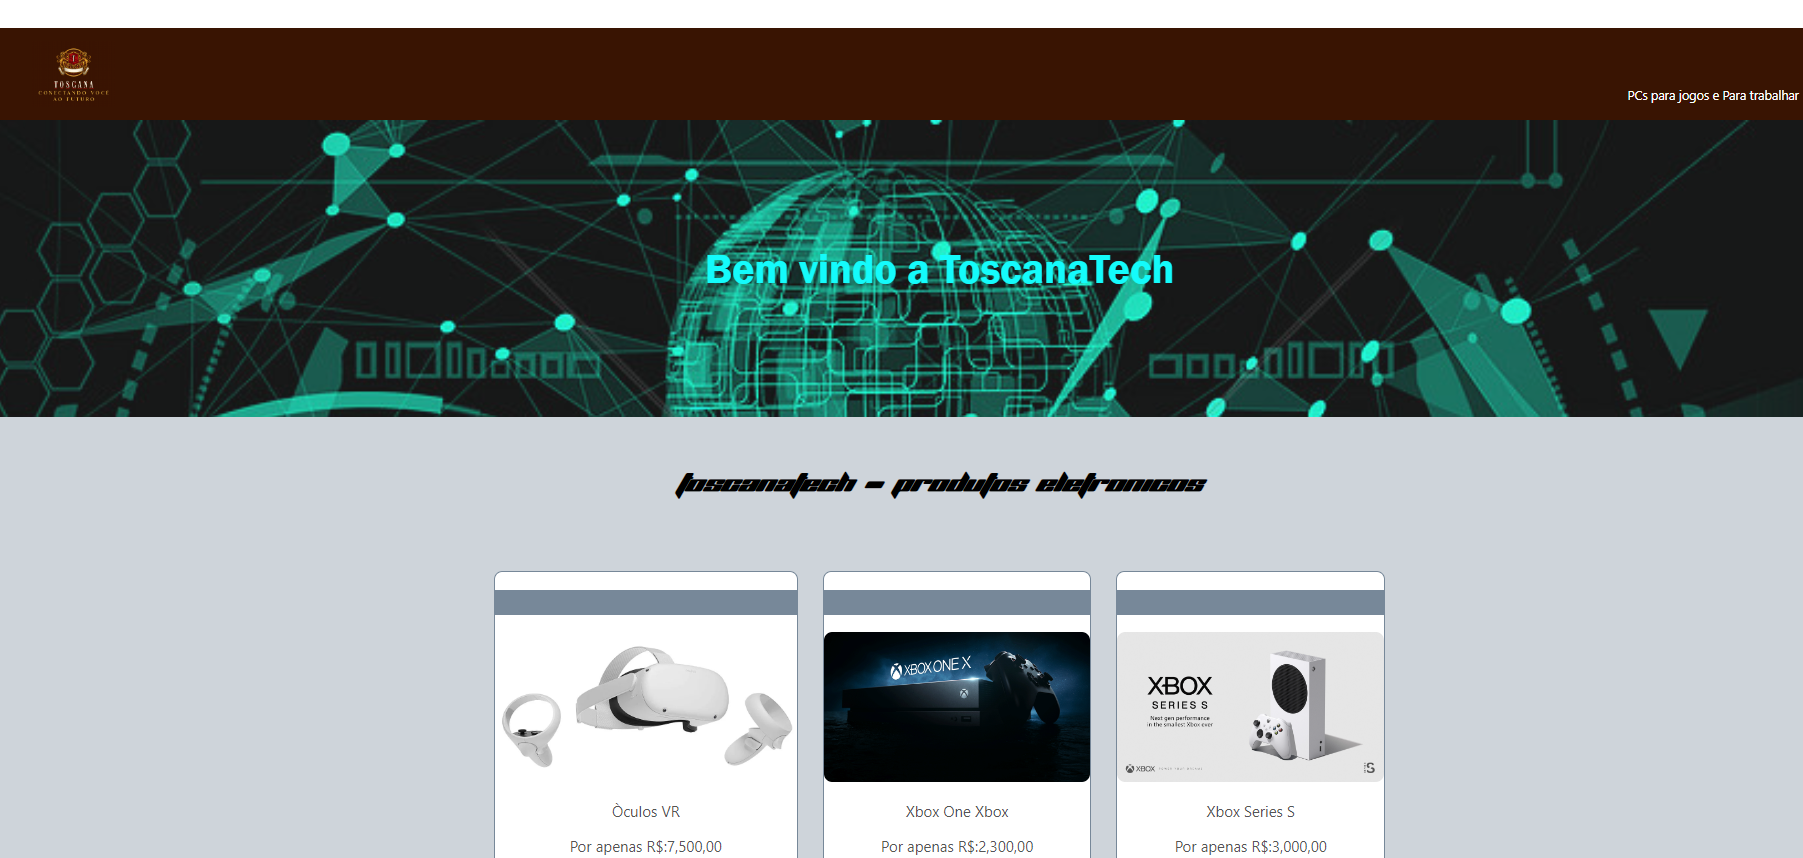 TOSCANA
CONECTANDO VOCÊ
AO FUTURO
PCs para jogos e Para trabalhar
Bem vindo a ToscanaTech
toscanatech - produtos eletronicos
XBOX ONE X
XBOX
SERIES S
Next gen performance
in the smallest Xbox ever
XBOX
S
Òculos VR
Xbox One Xbox
Xbox Series S
Por apenas R$:7,500,00
Por apenas R$:2,300,00
Por apenas R$:3,000,00